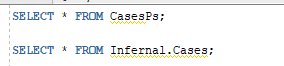 SELECT * FROM CasesPs;
SELECT * FROM Infernal.Cases;